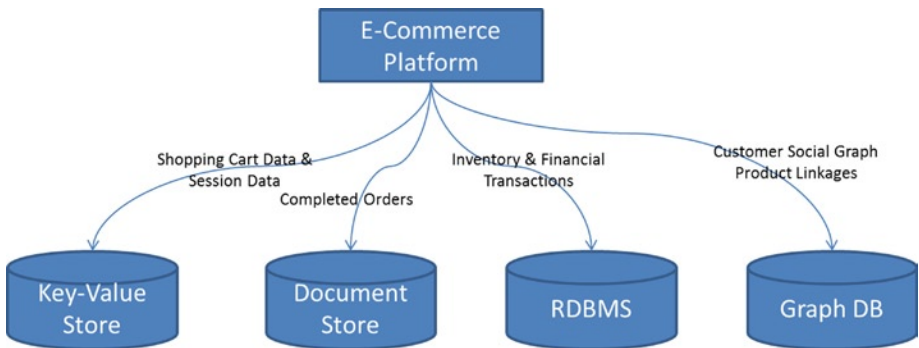 E-Commerce
Platform
Shopping Cart Data &
Session Data
Completed Orders
Inventory & Financial
Transactions
Customer Social Graph
Product Linkages
Key-Value
Store
Document
Store
RDBMS
Graph DB